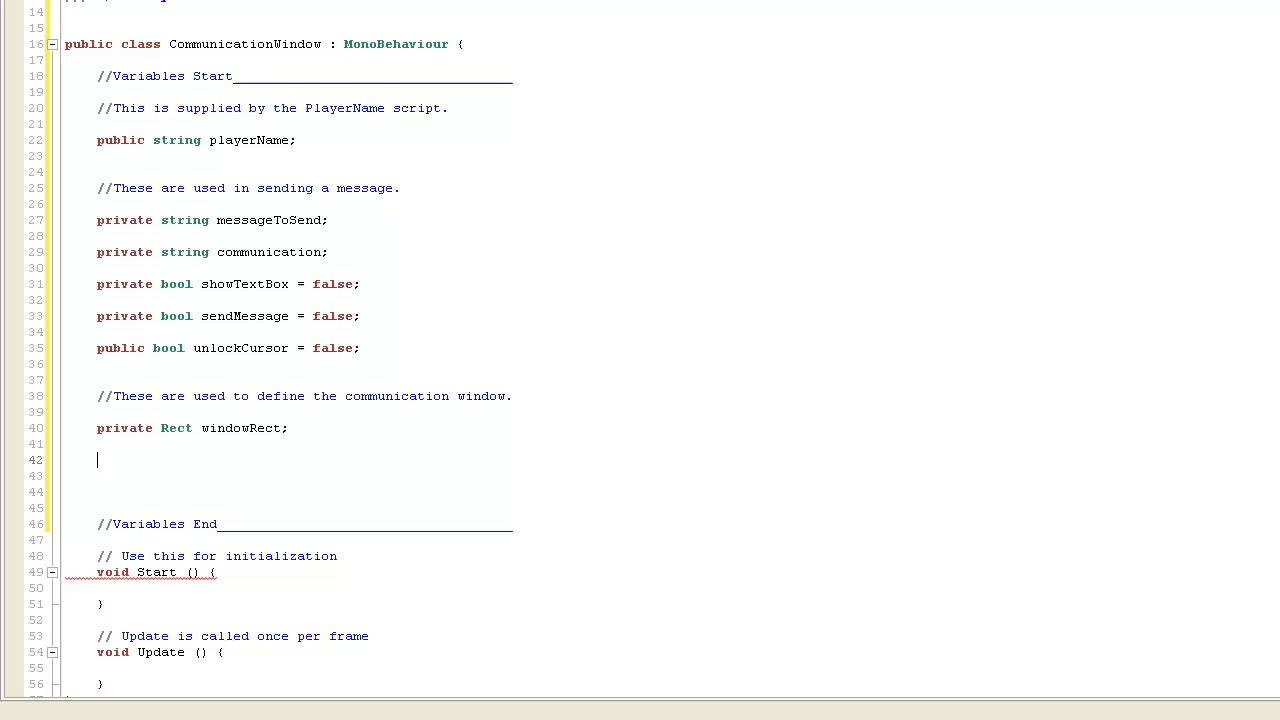 14
15
16 public class CommunicationWindow : MonoBehaviour {
17
18 //Variables Start___________________________________
19
20 //This is supplied by the PlayerName script.
21
22 public string playerName;
23
24
25 //These are used in sending a message.
26
27 private string messageToSend;
28
29 private string communication;
30
31 private bool showTextBox = false;
32
33 private bool sendMessage = false;
34
35 public bool unlockCursor = false;
36
37
38 //These are used to define the communication window.
39
40 private Rect windowRect;
41
42
43
44
45
46 //Variables End_____________________________________
47
48 // Use this for initialization
49 void Start () {
50
51 }
52
53 // Update is called once per frame
54 void Update () {
55
56 }